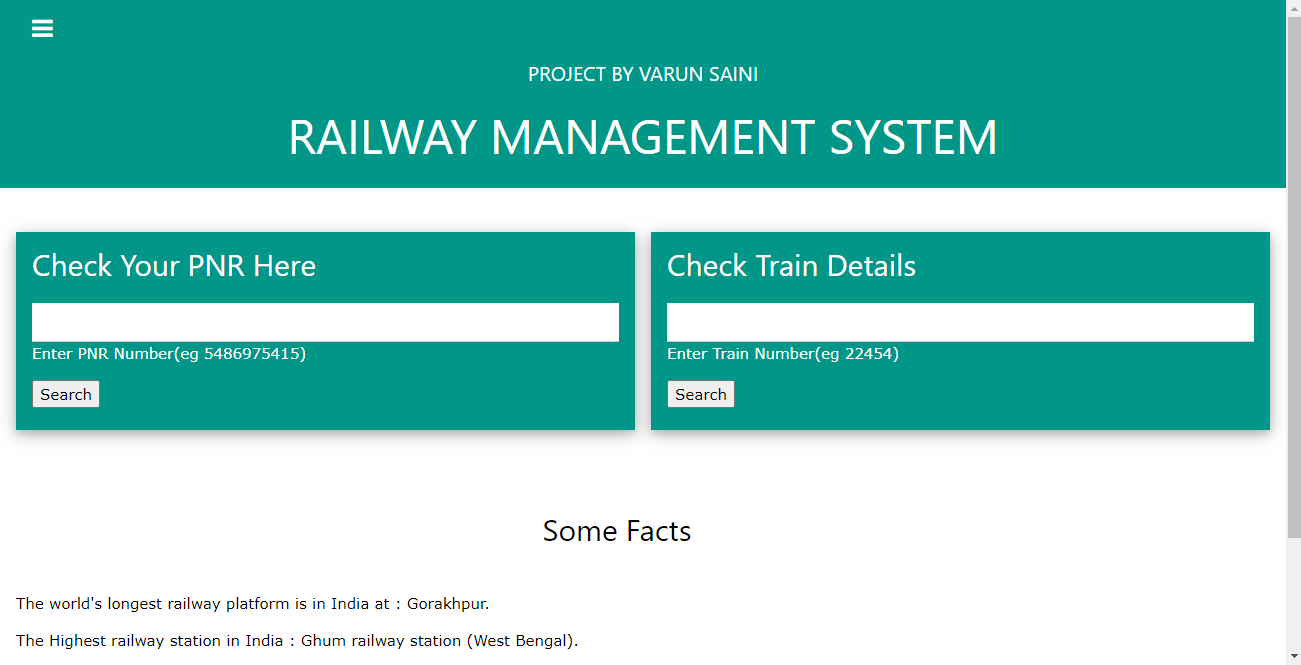 PROJECT BY VARUN SAINI
RAILWAY MANAGEMENT SYSTEM
Check Your PNR Here
Enter PNR Number(eg 5486975415)
Search
Check Train Details
Enter Train Number(eg 22454)
Search
Some Facts
The world's longest railway platform is in India at : Gorakhpur.
The Highest railway station in India : Ghum railway station (West Bengal).